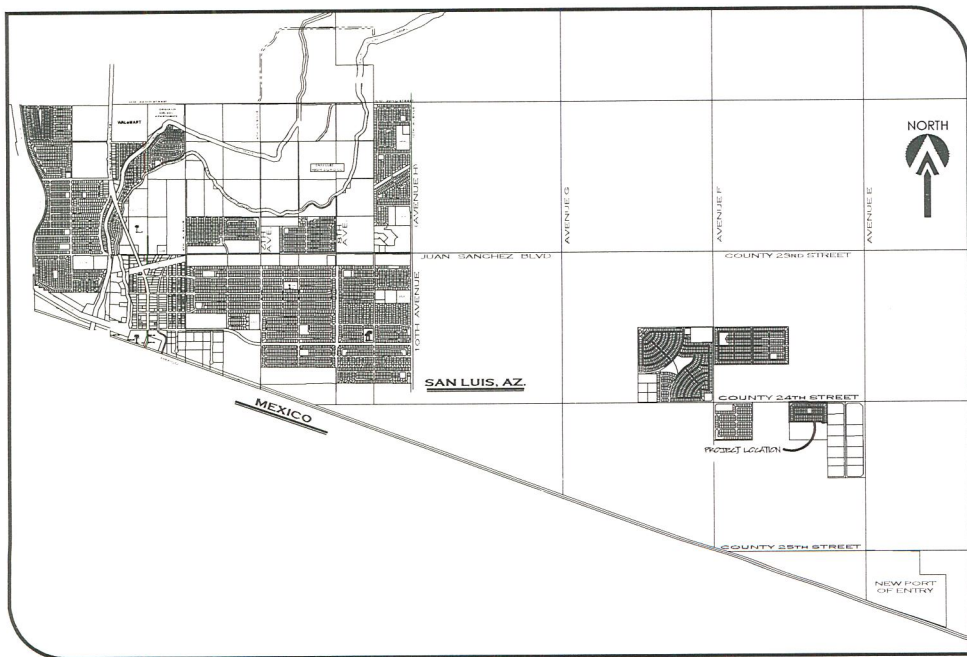 WALMART
NORTH
10TH AVENUE (AVENUE H)
AVENUE G
AVENUE F
AVENUE E
JUAN SANCHEZ BLVD
COUNTY 23RD STREET
SAN LUIS, AZ.
MEXICO
COUNTY 24TH STREET
PROJECT LOCATION
COUNTY 25TH STREET
NEW PORT
OF ENTRY